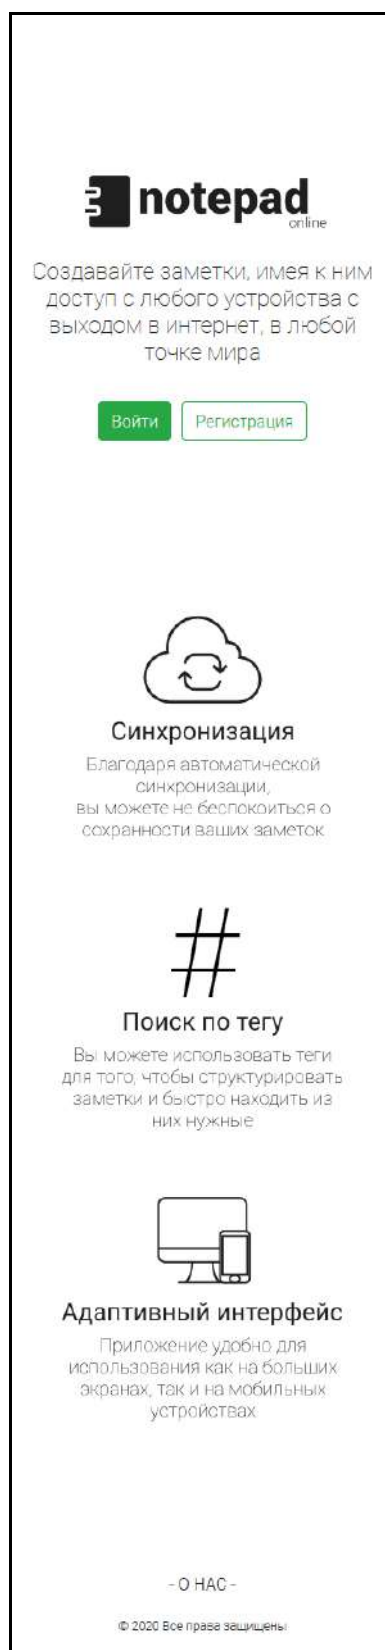 notepad
online
Создавайте заметки, имея к ним
доступ с любого устройства с
выходом в интернет, в любой
точке мира
Войти Регистрация
Синхронизация
Благодаря автоматической
синхронизации,
вы можете не беспокоиться о
сохранности ваших заметок
#
Поиск по тегу
Вы можете использовать теги
для того, чтобы структурировать
заметки и быстро находить из
них нужные
Адаптивный интерфейс
Приложение удобно для
использования как на больших
экранах, так и на мобильных
устройствах
- О НАС -
© 2020 Все права защищены